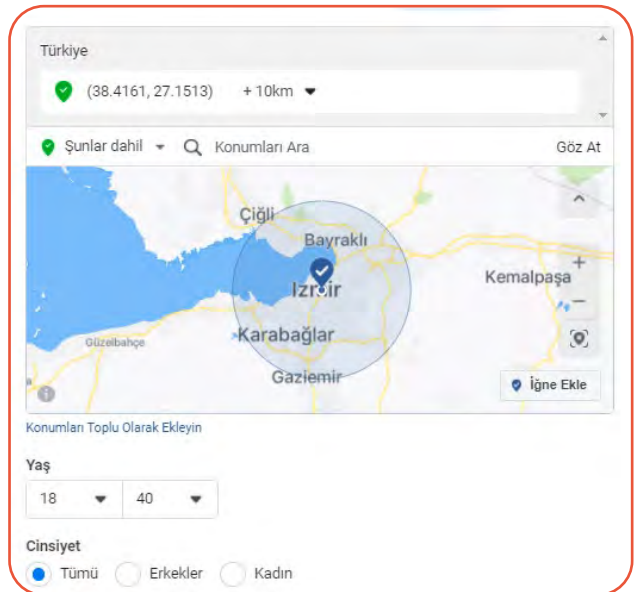 Türkiye
(38.4161, 27.1513) + 10km
Şunlar dahil Konumları Ara Göz At
Çiğli
Bayraklı
Kemalpaşa
Izmir
Karabağlar
Güzelbahçe
Gaziemir
İğne Ekle
Konumları Toplu Olarak Ekleyin
Yaş
18 40
Cinsiyet
Tümü Erkekler Kadın